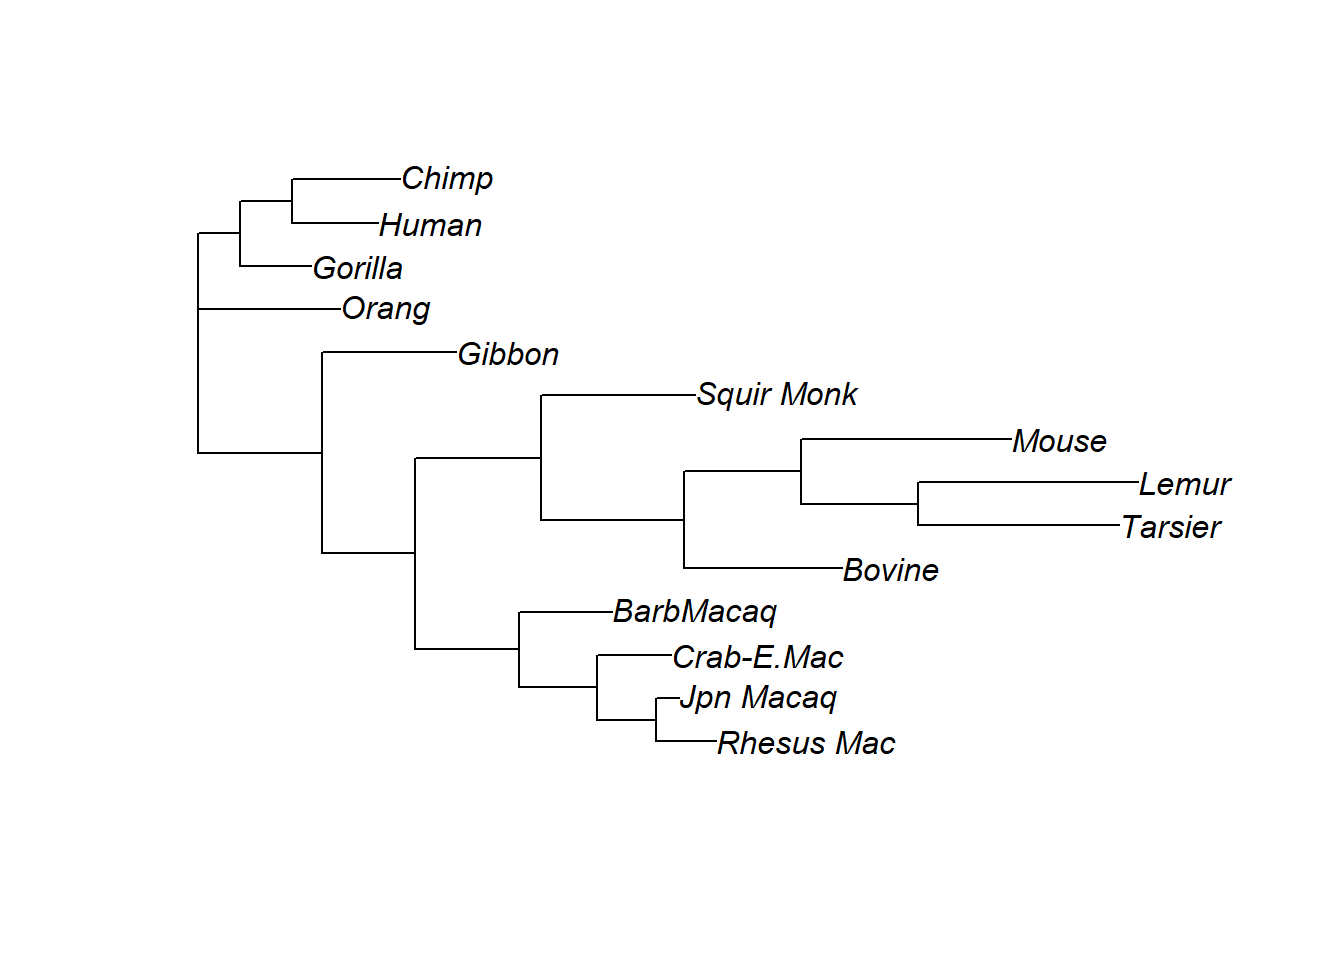 Chimp
Human
Gorilla
Orang
Gibbon
Squir Monk
Mouse
Lemur
Tarsier
Bovine
BarbMacaq
Crab-E.Mac
Jpn Macaq
Rhesus Mac